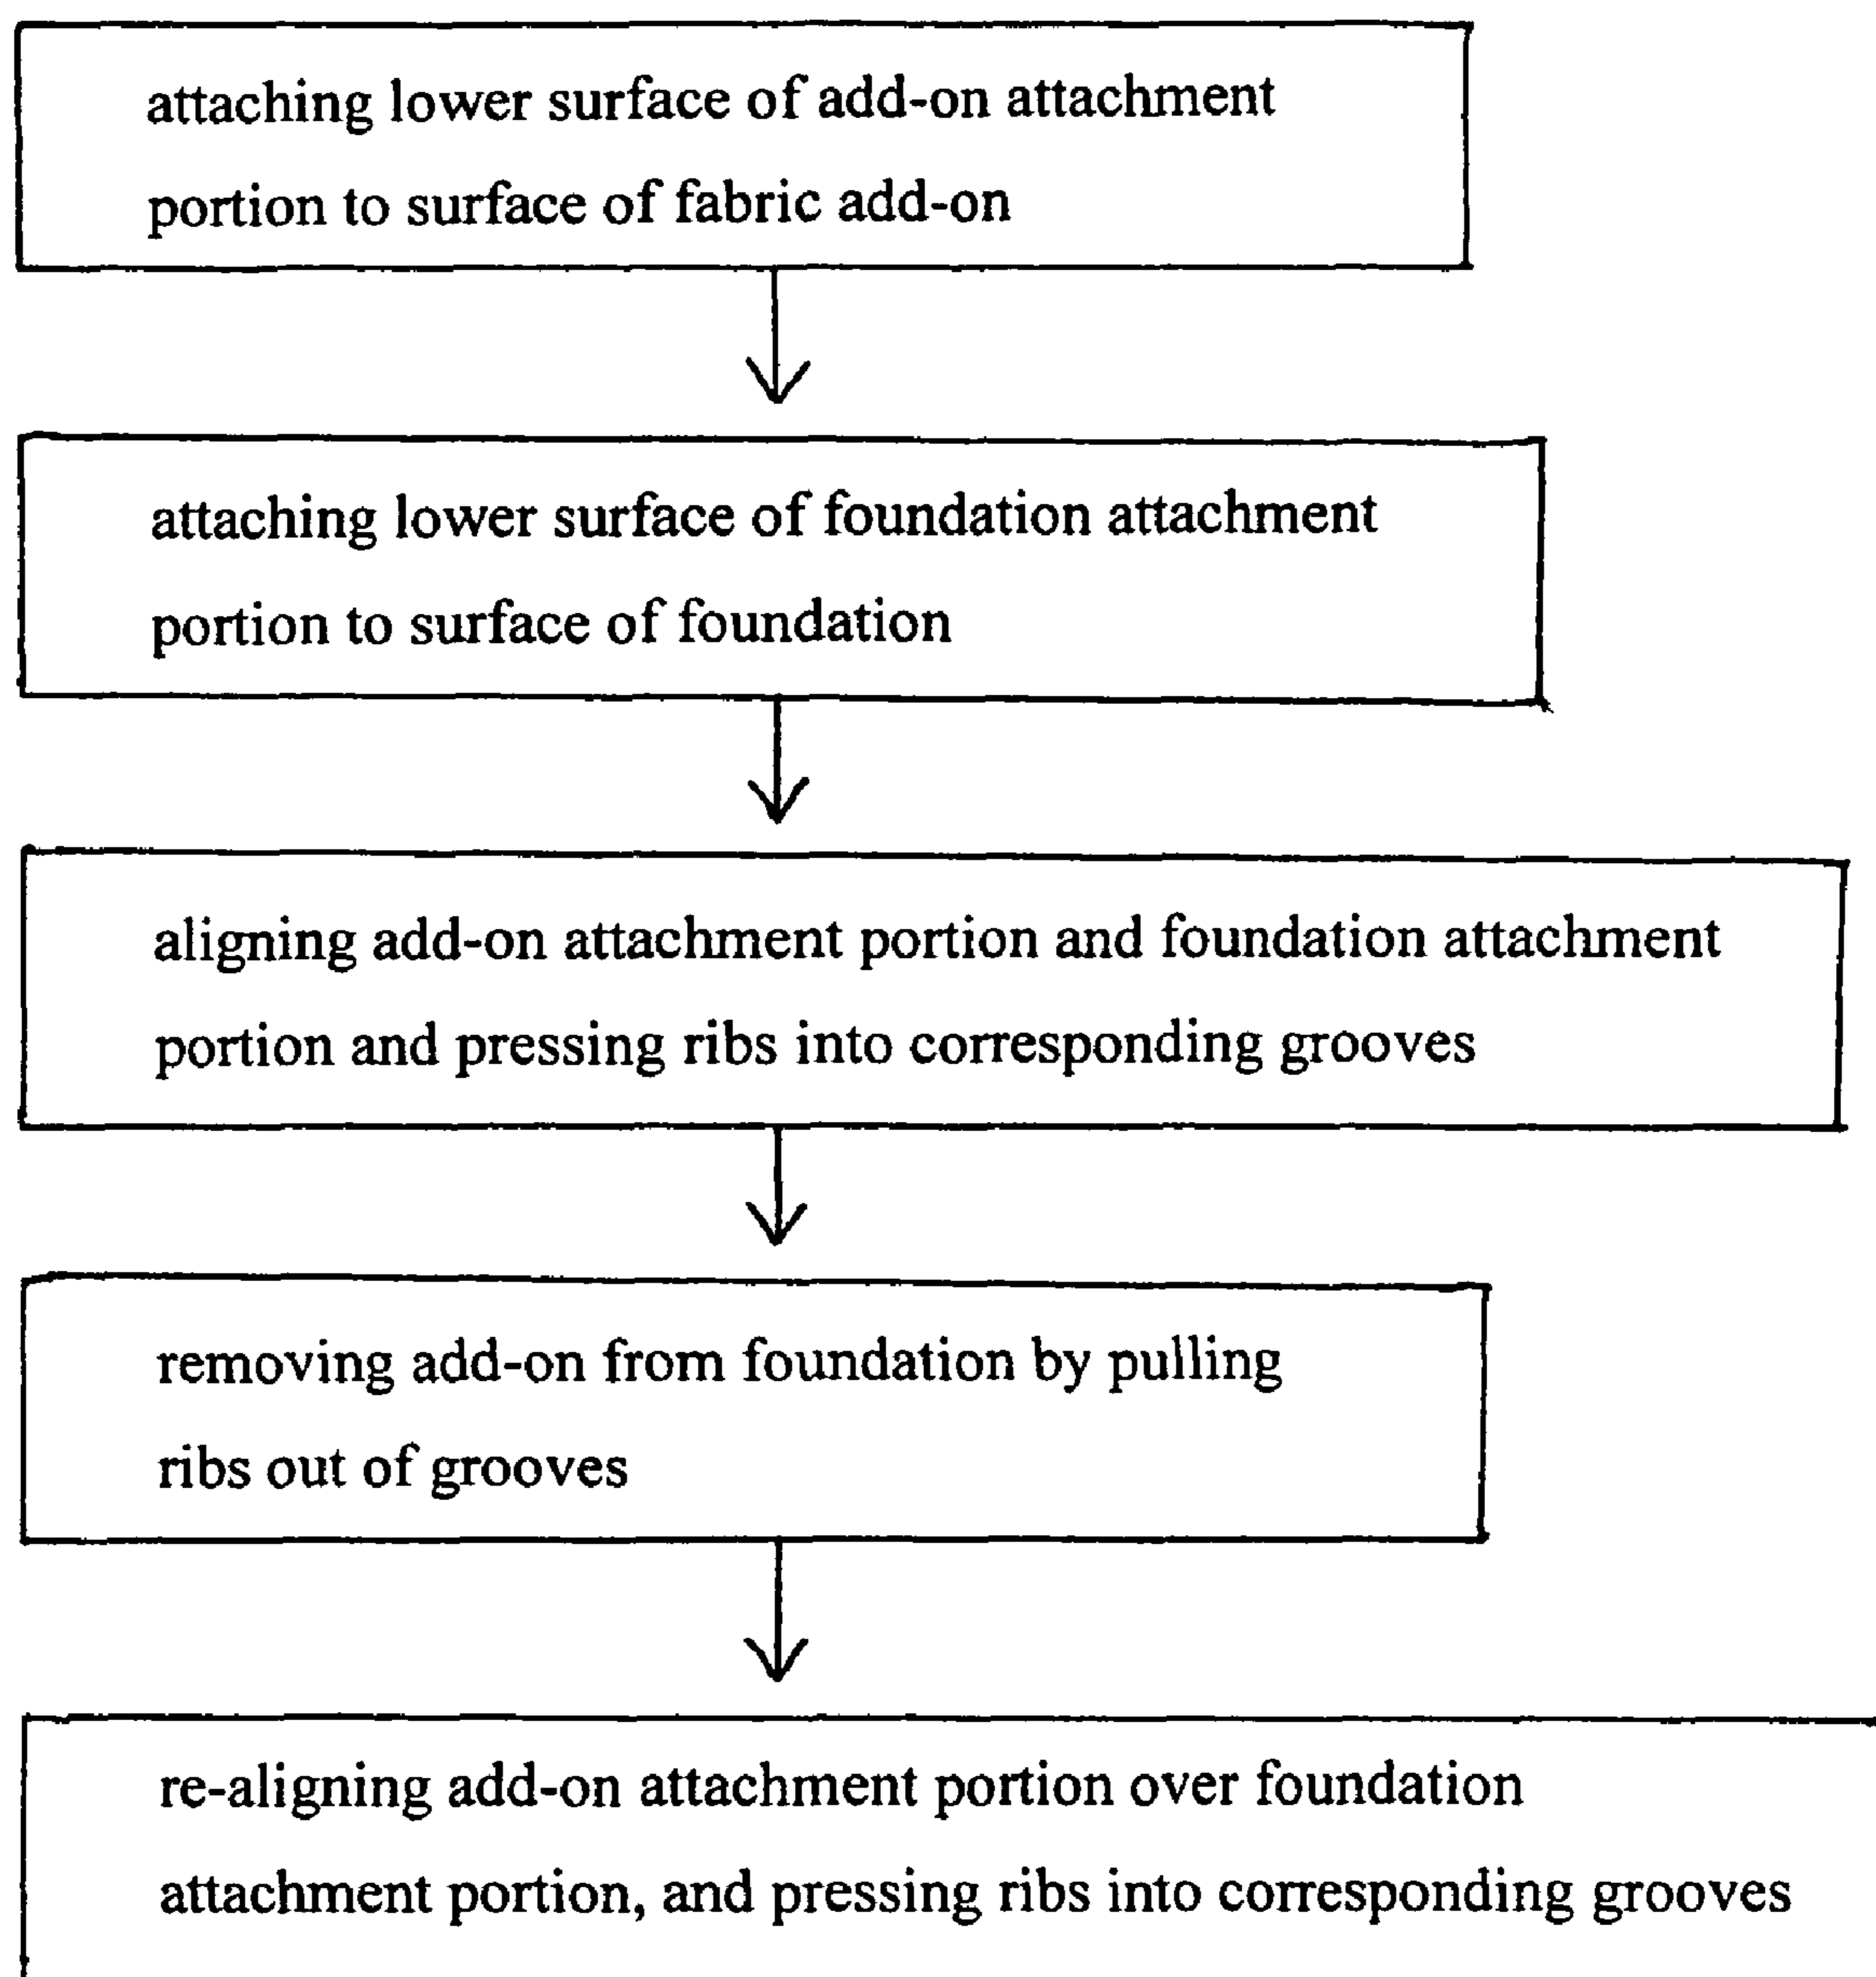 attaching lower surface of add-on attachment
portion to surface of fabric add-on
attaching lower surface of foundation attachment
portion to surface of foundation
aligning add-on attachment portion and foundation attachment
portion and pressing ribs into corresponding grooves
removing add-on from foundation by pulling
ribs out of grooves
re-aligning add-on attachment portion over foundation
attachment portion, and pressing ribs into corresponding grooves